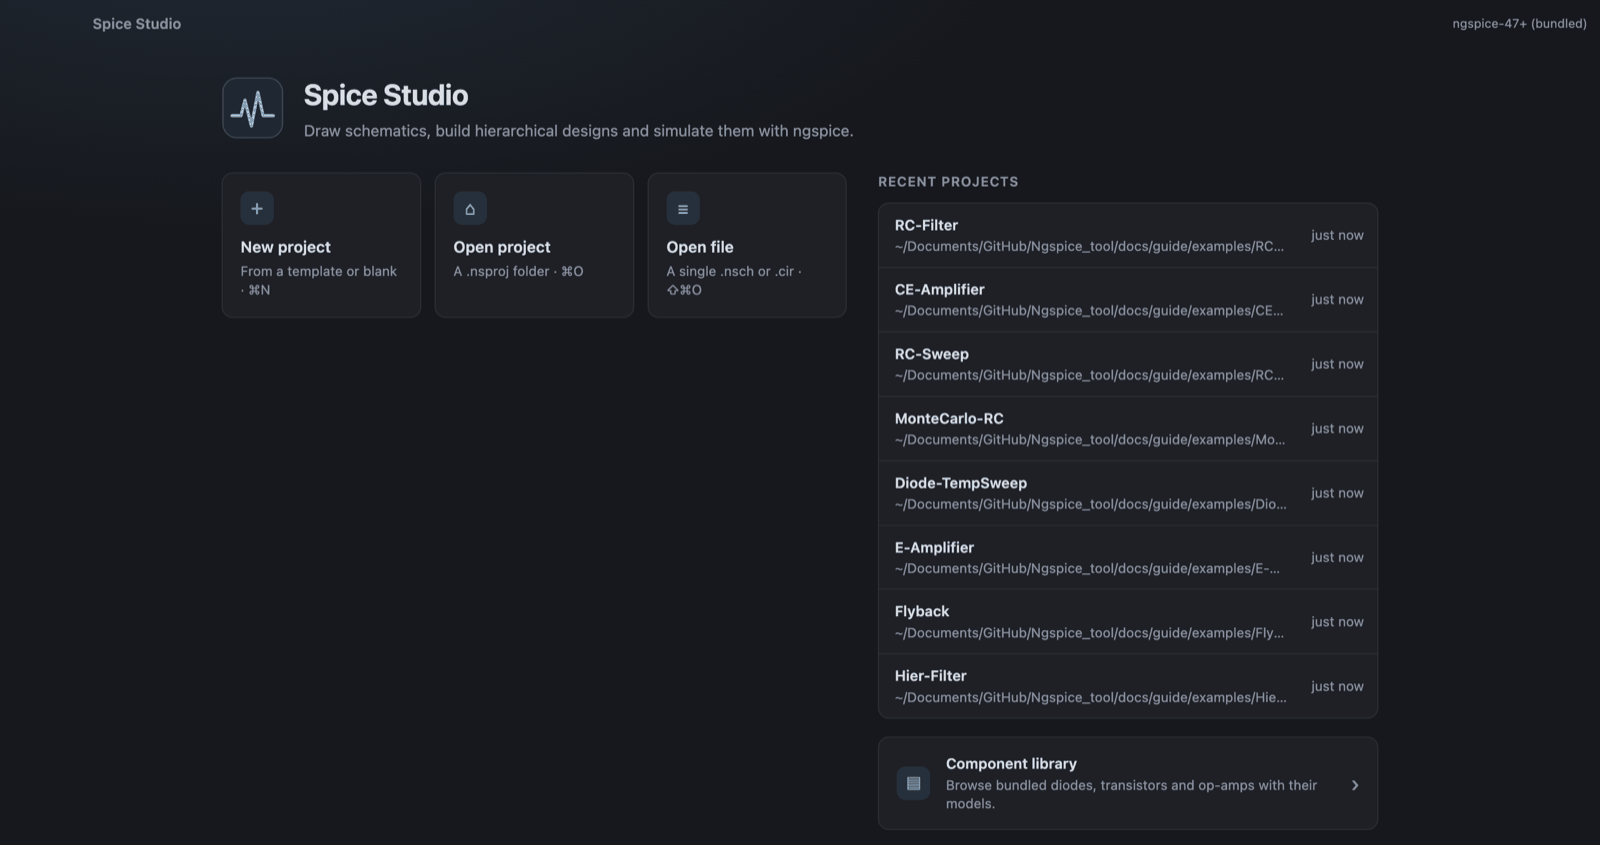 Spice Studio
ngspice-47+ (bundled)
Spice Studio
Draw schematics, build hierarchical designs and simulate them with ngspice.
New project
From a template or blank
· ⌘N
Open project
A .nsproj folder · ⌘O
Open file
A single .nsch or .cir ·
⇧⌘O
RECENT PROJECTS
RC-Filter
~/Documents/GitHub/Ngspice_tool/docs/guide/examples/RC...
just now
CE-Amplifier
~/Documents/GitHub/Ngspice_tool/docs/guide/examples/CE...
just now
RC-Sweep
~/Documents/GitHub/Ngspice_tool/docs/guide/examples/RC...
just now
MonteCarlo-RC
~/Documents/GitHub/Ngspice_tool/docs/guide/examples/Mo...
just now
Diode-TempSweep
~/Documents/GitHub/Ngspice_tool/docs/guide/examples/Dio...
just now
E-Amplifier
~/Documents/GitHub/Ngspice_tool/docs/guide/examples/E-...
just now
Flyback
~/Documents/GitHub/Ngspice_tool/docs/guide/examples/Fly...
just now
Hier-Filter
~/Documents/GitHub/Ngspice_tool/docs/guide/examples/Hie...
just now
Component library
Browse bundled diodes, transistors and op-amps with their
models.